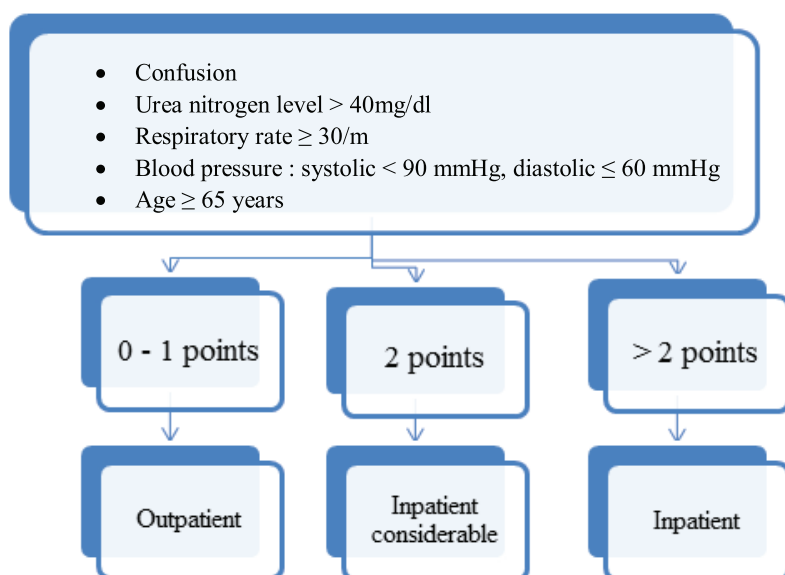 • Confusion
• Urea nitrogen level > 40mg/dl
• Respiratory rate ≥ 30/m
• Blood pressure : systolic < 90 mmHg, diastolic ≤ 60 mmHg
• Age ≥ 65 years
0 - 1 points
2 points
> 2 points
Outpatient
Inpatient
considerable
Inpatient